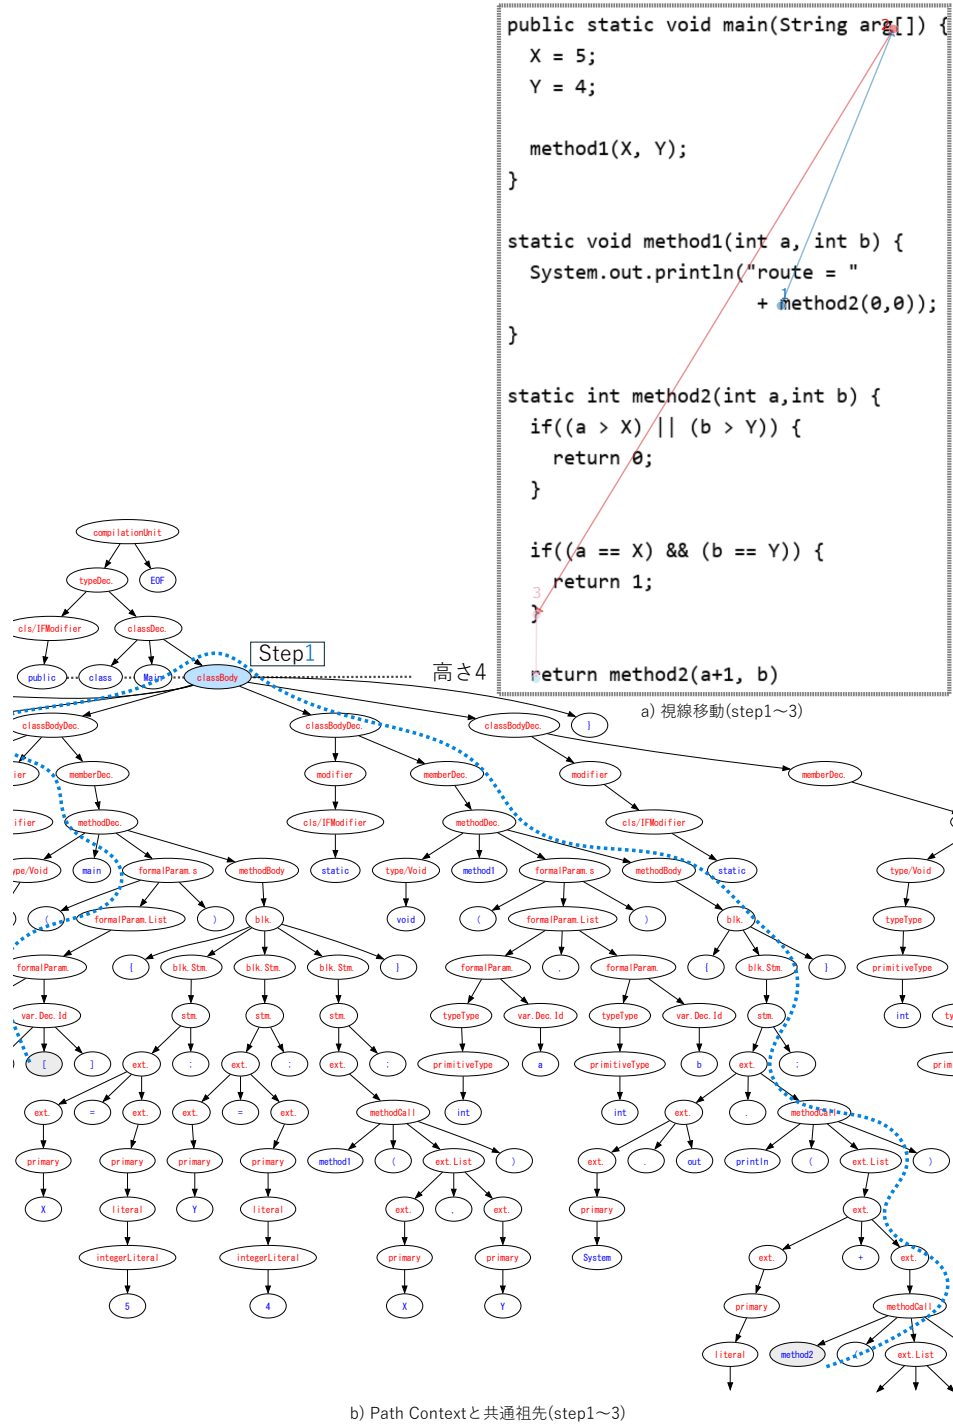 public static void main(String arg[]) {
2
X = 5;
Y = 4;
method1(X, Y);
}
static void method1(int a, int b) {
System.out.println("route = "
1
+ method2(0,0));
}
static int method2(int a,int b) {
if((a > X) || (b > Y)) {
return 0;
}
if((a == X) && (b == Y)) {
return 1;
3
}
return method2(a+1, b)
a) 視線移動(step1～3)
compilationUnit
typeDec. EOF
cls/IFModifier classDec.
Step1
public class Main classBody 高さ4
classBodyDec. classBodyDec. classBodyDec. }
ier memberDec. modifier memberDec. modifier memberDec.
ifier methodDec. cls/IFModifier methodDec. cls/IFModifier
ype/Void main formalParam.s methodBody static type/Void method1 formalParam.s methodBody static type/Void
( formalParam.List ) blk. void ( formalParam.List ) blk. typeType
formalParam. { blk.Stm. blk.Stm. blk.Stm. } formalParam. , formalParam. { blk.Stm. } primitiveType
var.Dec.Id stm. stm. stm. typeType var.Dec.Id typeType var.Dec.Id stm. int ty
[ ] ext. ; ext. ; ext. ; primitiveType a primitiveType b ext. ; prim
ext. = ext. ext. = ext. methodCall int int ext. . methodCall
primary primary primary primary method1 ( ext.List ) ext. . out println ( ext.List )
X literal Y literal ext. , ext. primary ext.
integerLiteral integerLiteral primary primary System ext. + ext.
5 4 X Y primary methodCall
literal method2 ( ext.List
b) Path Contextと共通祖先(step1～3)